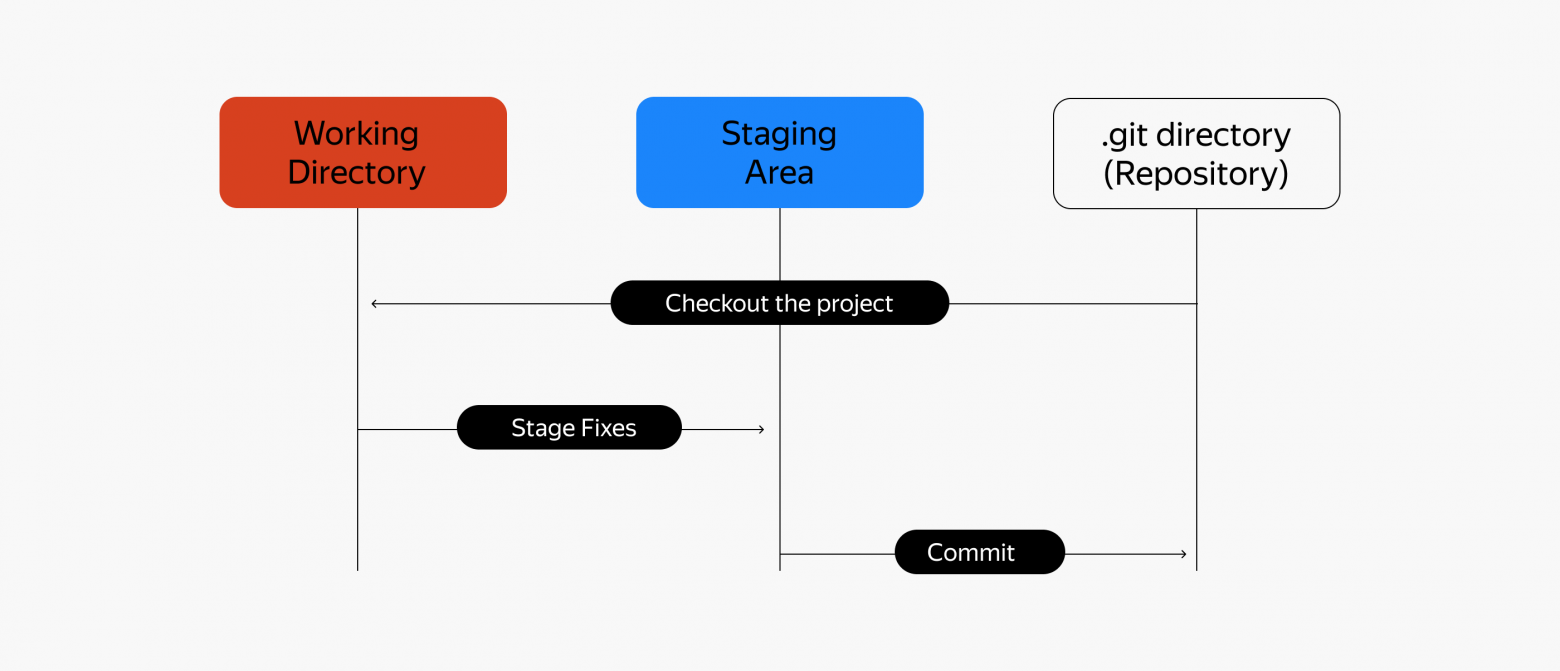 Working
Directory
Staging
Area
.git directory
(Repository)
Checkout the project
Stage Fixes
Commit